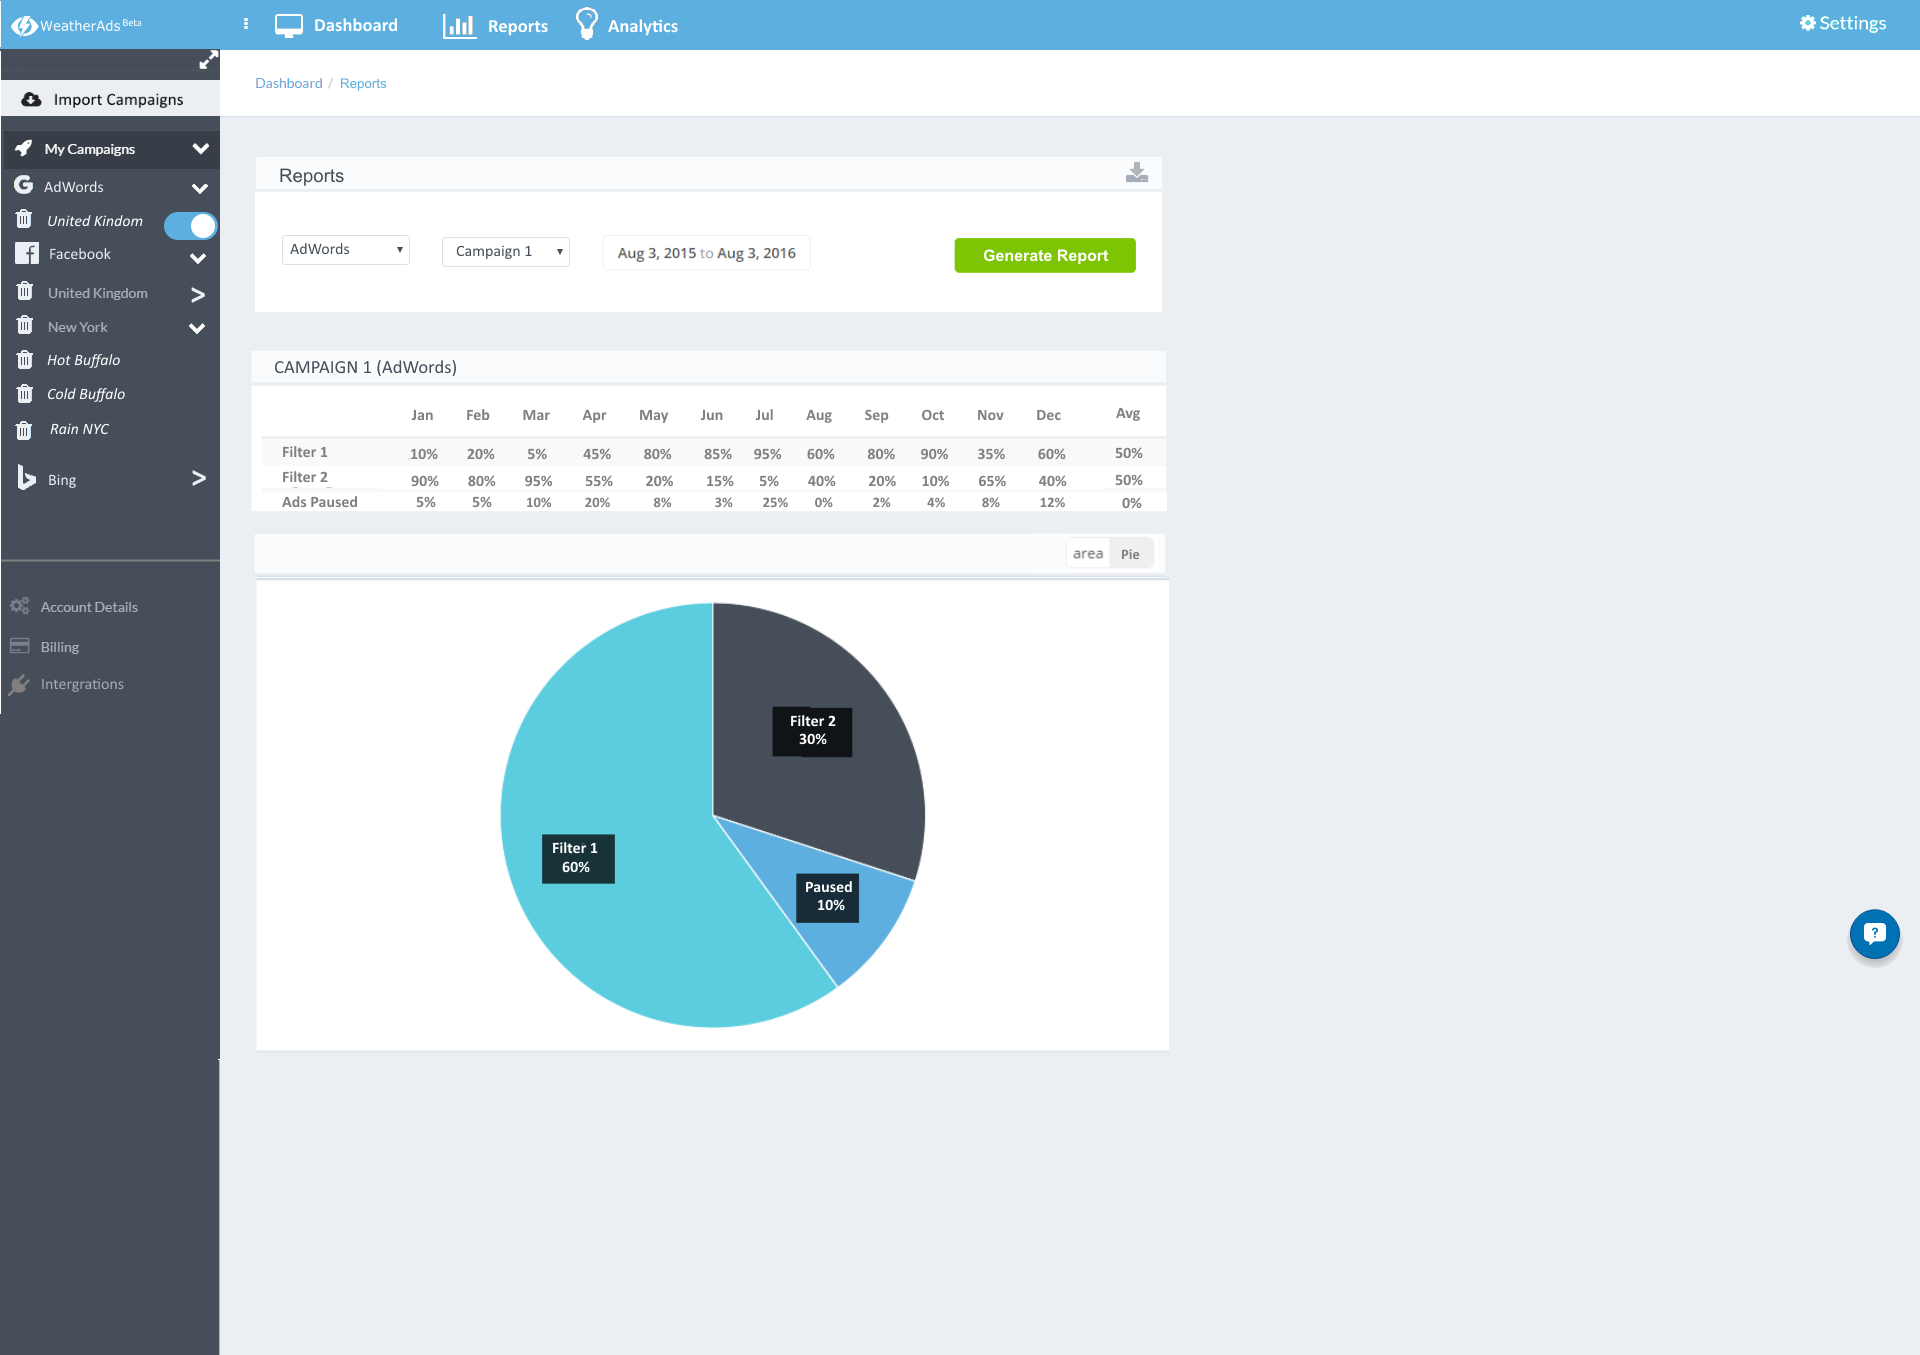 WeatherAds Beta
Dashboard Reports Analytics
Settings
Import Campaigns
My Campaigns
AdWords
United Kindom
Facebook
United Kingdom
New York
Hot Buffalo
Cold Buffalo
Rain NYC
Bing
Account Details
Billing
Intergrations
Dashboard / Reports
Reports
AdWords Campaign 1 Aug 3, 2015 to Aug 3, 2016 Generate Report
CAMPAIGN 1 (AdWords)
Jan Feb Mar Apr May Jun Jul Aug Sep Oct Nov Dec Avg
Filter 1 10% 20% 5% 45% 80% 85% 95% 60% 80% 90% 35% 60% 50%
Filter 2 90% 80% 95% 55% 20% 15% 5% 40% 20% 10% 65% 40% 50%
Ads Paused 5% 5% 10% 20% 8% 3% 25% 0% 2% 4% 8% 12% 0%
area Pie
Filter 2
30%
Filter 1
60%
Paused
10%
?